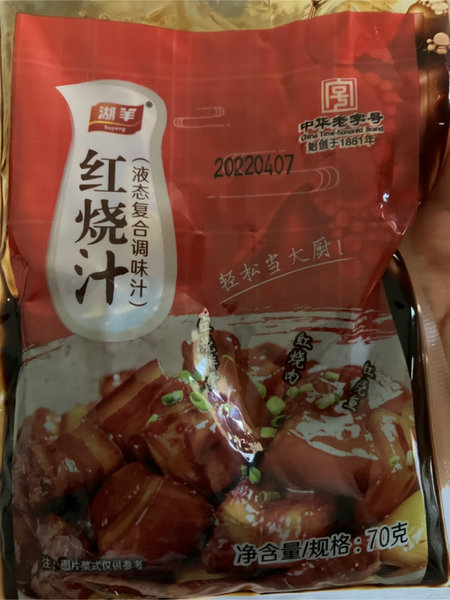 湖羊®
huyang
红烧汁
(液态复合调味汁)
中华老字号
China Time-honored Brand
始创于1881年
20220407
轻松当大厨!
红烧肉
净含量/规格:70克
注:图片菜式仅供参考